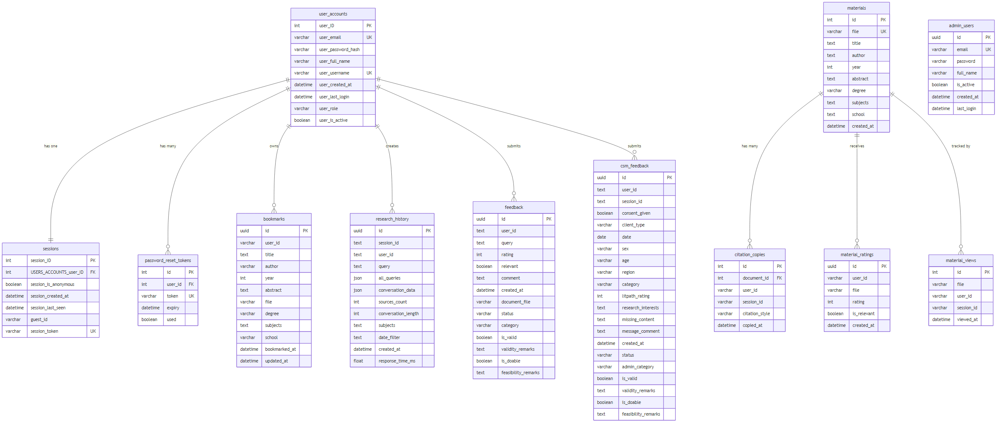 user_accounts
int user_ID PK
varchar user_email UK
varchar user_password_hash
varchar user_full_name
varchar user_username UK
datetime user_created_at
datetime user_last_login
varchar user_role
boolean user_is_active
materials
int id PK
varchar file UK
text title
text author
int year
text abstract
varchar degree
text subjects
text school
datetime created_at
admin_users
uuid id PK
varchar email UK
varchar password
varchar full_name
boolean is_active
datetime created_at
datetime last_login
has one
has many
owns
creates
submits
submits
has many
receives
tracked by
sessions
int session_ID PK
int USERS_ACCOUNTS_user_ID FK
boolean session_is_anonymous
datetime session_created_at
datetime session_last_seen
varchar guest_id
varchar session_token UK
password_reset_tokens
int id PK
int user_id FK
varchar token UK
datetime expiry
boolean used
bookmarks
uuid id PK
varchar user_id
text title
varchar author
int year
text abstract
varchar file
varchar degree
text subjects
varchar school
datetime bookmarked_at
datetime updated_at
research_history
uuid id PK
text session_id
text user_id
text query
json all_queries
json conversation_data
int sources_count
int conversation_length
text subjects
text date_filter
datetime created_at
float response_time_ms
feedback
uuid id PK
text user_id
text query
int rating
boolean relevant
text comment
datetime created_at
varchar document_file
varchar status
varchar category
boolean is_valid
text validity_remarks
boolean is_doable
text feasibility_remarks
csm_feedback
uuid id PK
text user_id
text session_id
boolean consent_given
varchar client_type
date date
varchar sex
varchar age
varchar region
varchar category
int litpath_rating
text research_interests
text missing_content
text message_comment
datetime created_at
varchar status
varchar admin_category
boolean is_valid
text validity_remarks
boolean is_doable
text feasibility_remarks
citation_copies
int id PK
int document_id FK
varchar user_id
varchar session_id
varchar citation_style
datetime copied_at
material_ratings
uuid id PK
varchar user_id
varchar file
int rating
boolean is_relevant
datetime created_at
material_views
int id PK
varchar file
varchar user_id
varchar session_id
datetime viewed_at